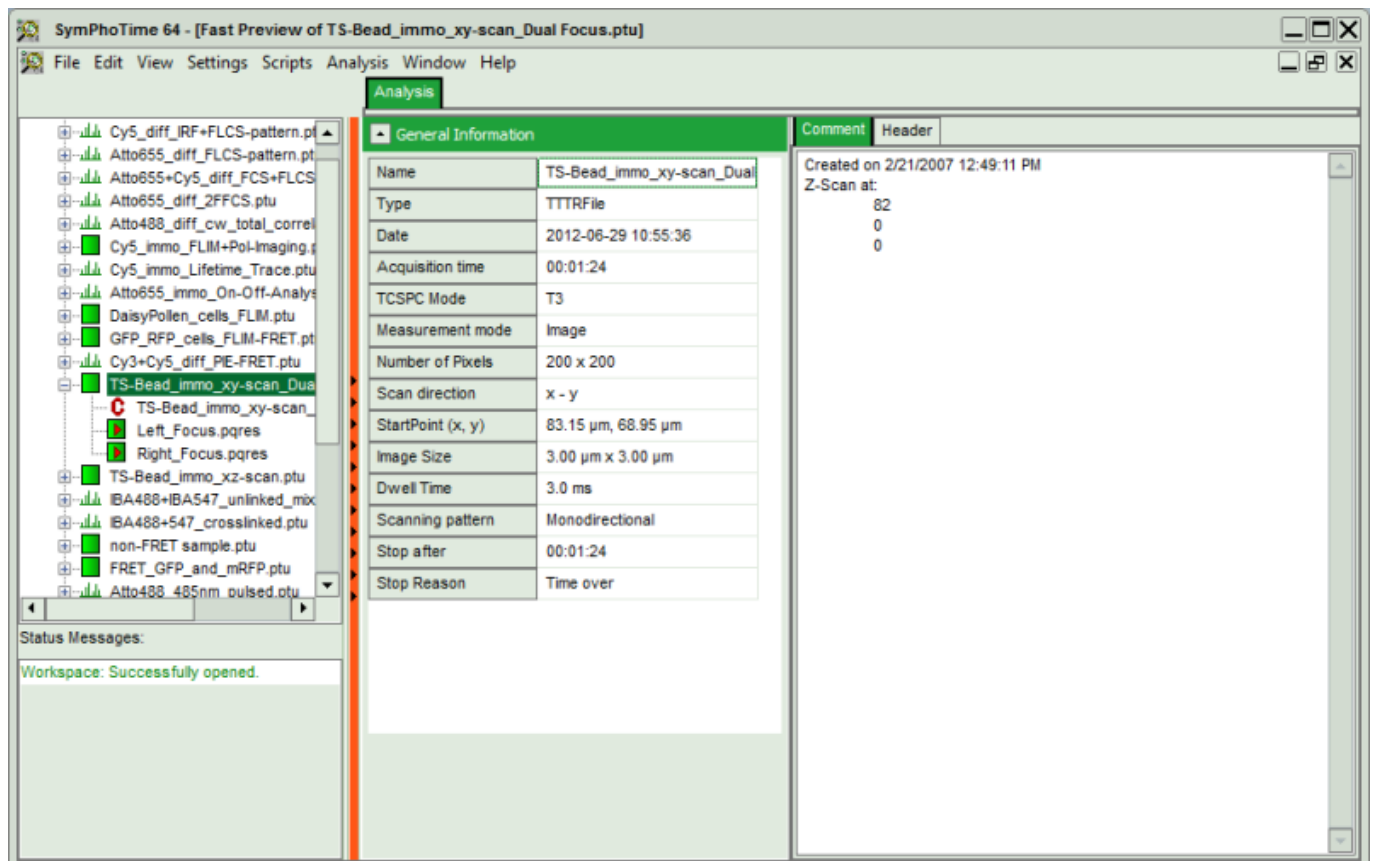 SymPhoTime 64 - [Fast Preview of TS-Bead_immo_xy-scan_Dual Focus.ptu]
File Edit View Settings Scripts Analysis Window Help
Analysis
Cy5_diff_IRF+FLCS-pattern.pt
Atto655_diff_FLCS-pattern.pt
Atto655+Cy5_diff_FCS+FLCS
Atto655_diff_2FFCS.ptu
Atto488_diff_cw_total_correl
Cy5_immo_FLIM+Pol-Imaging.p
Cy5_immo_Lifetime_Trace.ptu
Atto655_immo_On-Off-Analys
DaisyPollen_cells_FLIM.ptu
GFP_RFP_cells_FLIM-FRET.pt
Cy3+Cy5_diff_PIE-FRET.ptu
TS-Bead_immo_xy-scan_Dua
TS-Bead_immo_xy-scan_
Left_Focus.pqres
Right_Focus.pqres
TS-Bead_immo_xz-scan.ptu
IBA488+IBA547_unlinked_mix
IBA488+547_crosslinked.ptu
non-FRET sample.ptu
FRET_GFP_and_mRFP.ptu
Atto488_485nm_pulsed.ptu
Status Messages:
Workspace: Successfully opened.
General Information
Name TS-Bead_immo_xy-scan_Dual
Type TTTRFile
Date 2012-06-29 10:55:36
Acquisition time 00:01:24
TCSPC Mode T3
Measurement mode Image
Number of Pixels 200 x 200
Scan direction x - y
StartPoint (x, y) 83.15 µm, 68.95 µm
Image Size 3.00 µm x 3.00 µm
Dwell Time 3.0 ms
Scanning pattern Monodirectional
Stop after 00:01:24
Stop Reason Time over
Comment Header
Created on 2/21/2007 12:49:11 PM
Z-Scan at:
82
0
0